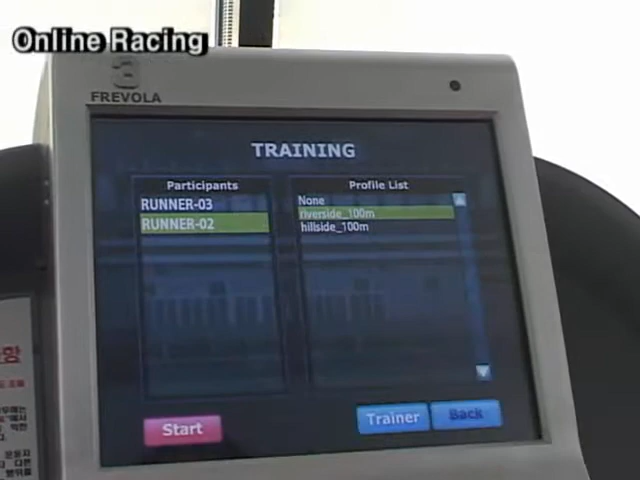 Online Racing
FREVOLA
TRAINING
Participants
Profile List
RUNNER-03
RUNNER-02
None
riverside_100m
hillside_100m
Start
Trainer
Back